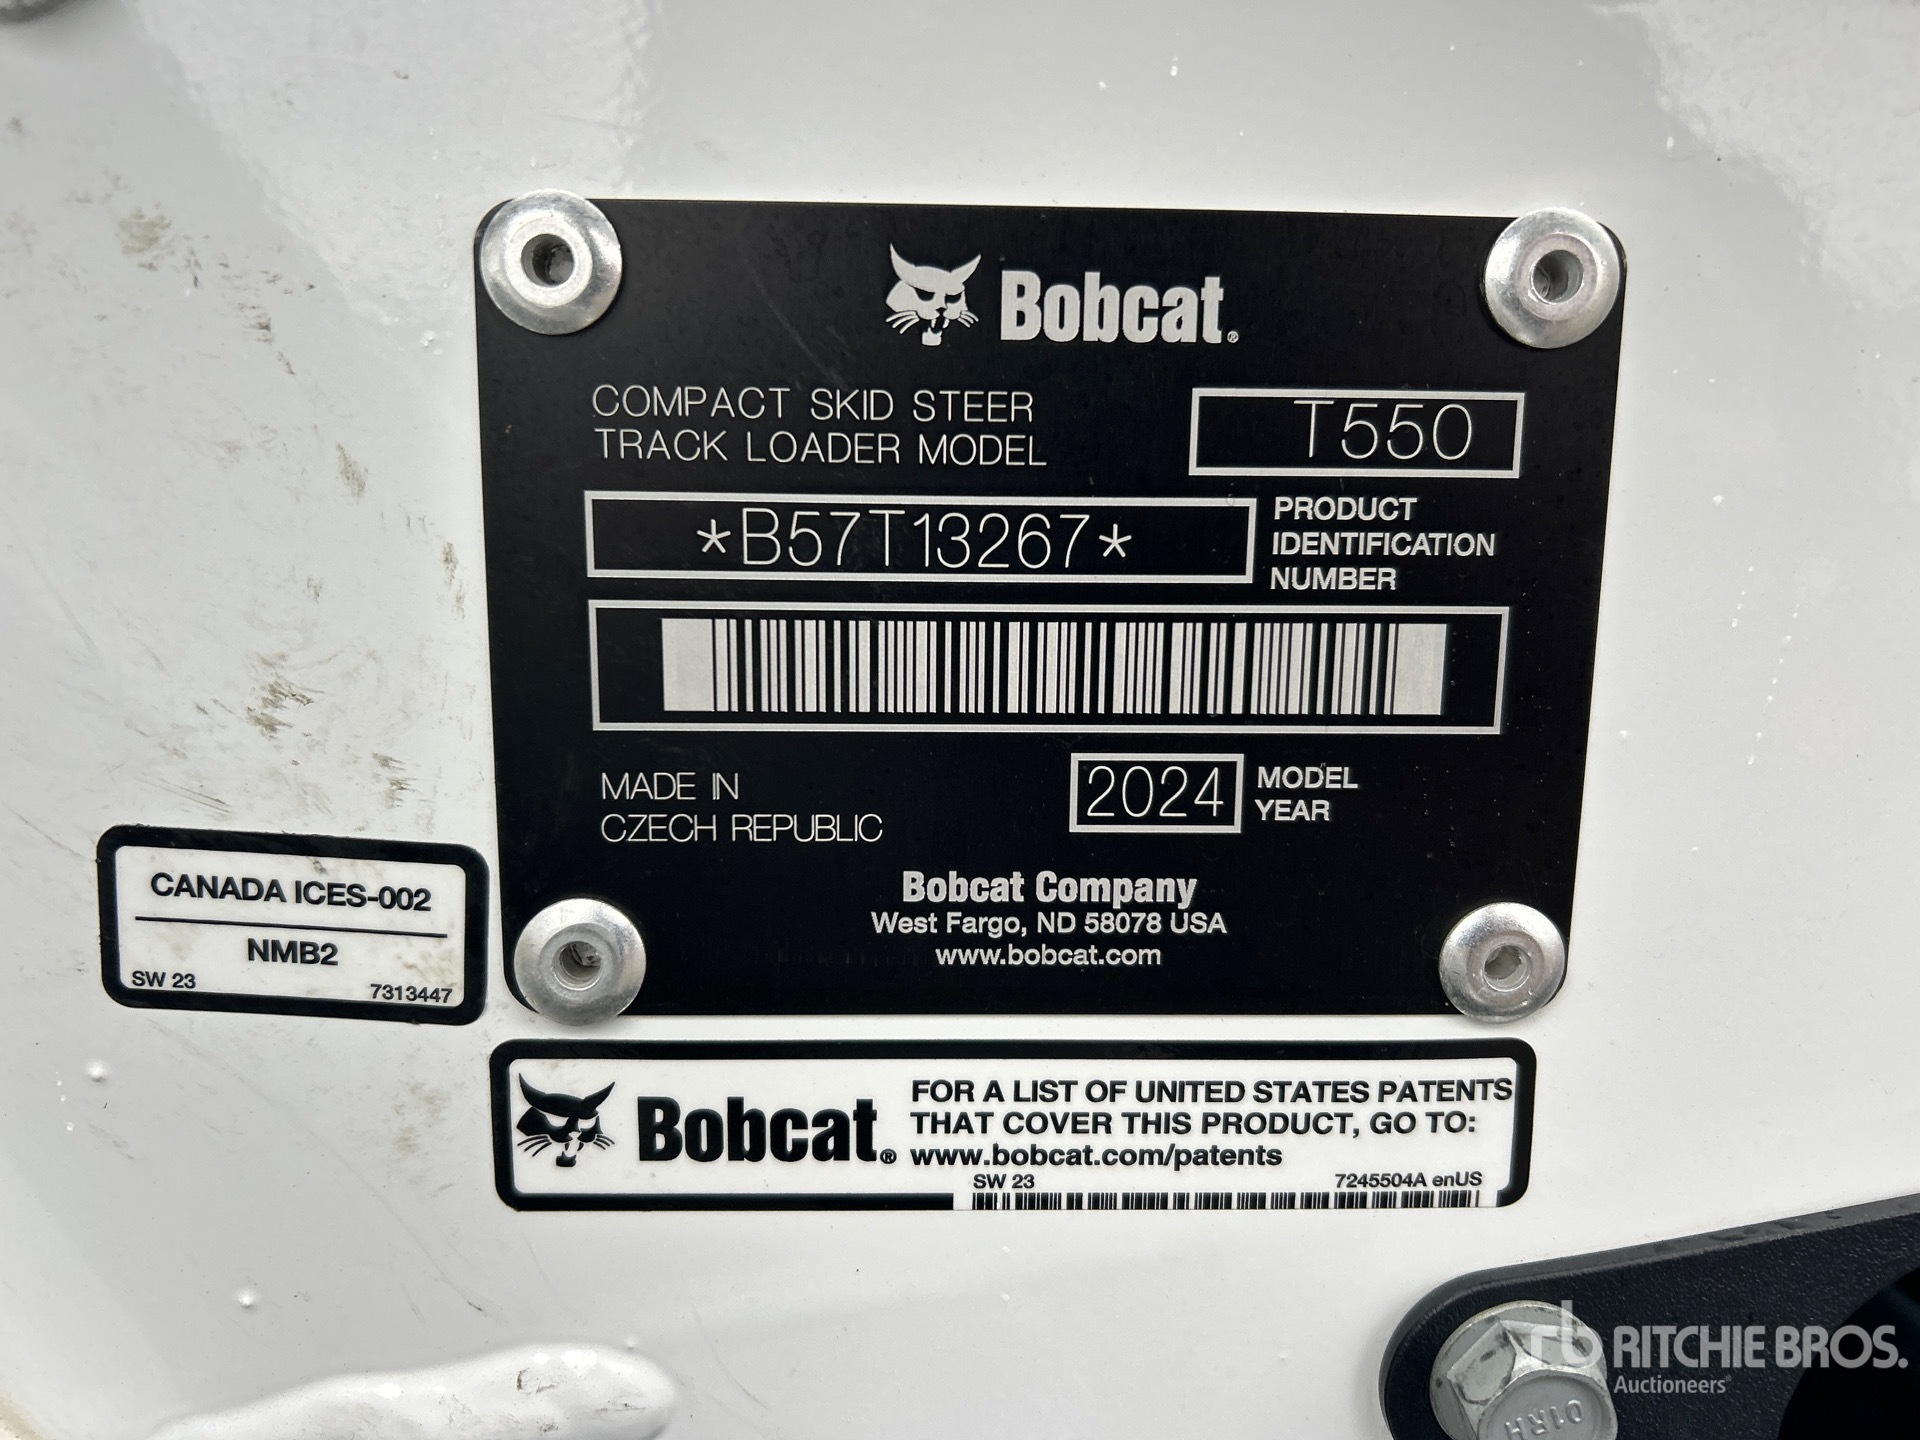 Bobcat®
COMPACT SKID STEER
TRACK LOADER MODEL
T550
*B57T13267*
PRODUCT
IDENTIFICATION
NUMBER
MADE IN
CZECH REPUBLIC
2024
MODEL
YEAR
Bobcat Company
West Fargo, ND 58078 USA
www.bobcat.com
CANADA ICES-002
NMB2
SW 23 7313447
Bobcat®
FOR A LIST OF UNITED STATES PATENTS
THAT COVER THIS PRODUCT, GO TO:
www.bobcat.com/patents
SW 23 7245504A enUS
01RH
rb RITCHIE BROS.
Auctioneers